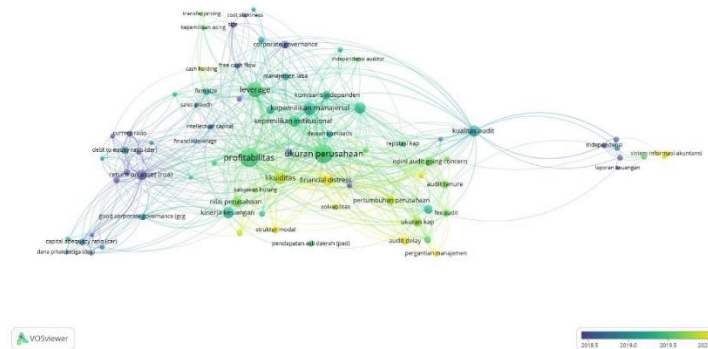 transfer pricing
cost stickiness
size
kepemilikan asing
corporate governance
independensi auditor
free cash flow
cash holding
manajemen laba
leverage
firm size
komisaris independen
sales growth
kepemilikan manajerial
intellectual capital
kepemilikan institusional
kualitas audit
current ratio
financial leverage
dewan komisaris
reputasi kap
independensi
debt to equity ratio (der)
sistem informasi akuntansi
profitabilitas
ukuran perusahaan
opini audit going concern
laporan keuangan
return on asset (roa)
likuiditas
financial distress
audit tenure
kebijakan hutang
nilai perusahaan
solvabilitas
pertumbuhan perusahaan
good corporate governance (gcg)
kinerja keuangan
fee audit
ukuran kap
struktur modal
capital adequacy ratio (car)
pendapatan asli daerah (pad)
audit delay
dana pihak ketiga (dpk)
pergantian manajemen
VOSviewer
2018.5 2019.0 2019.5